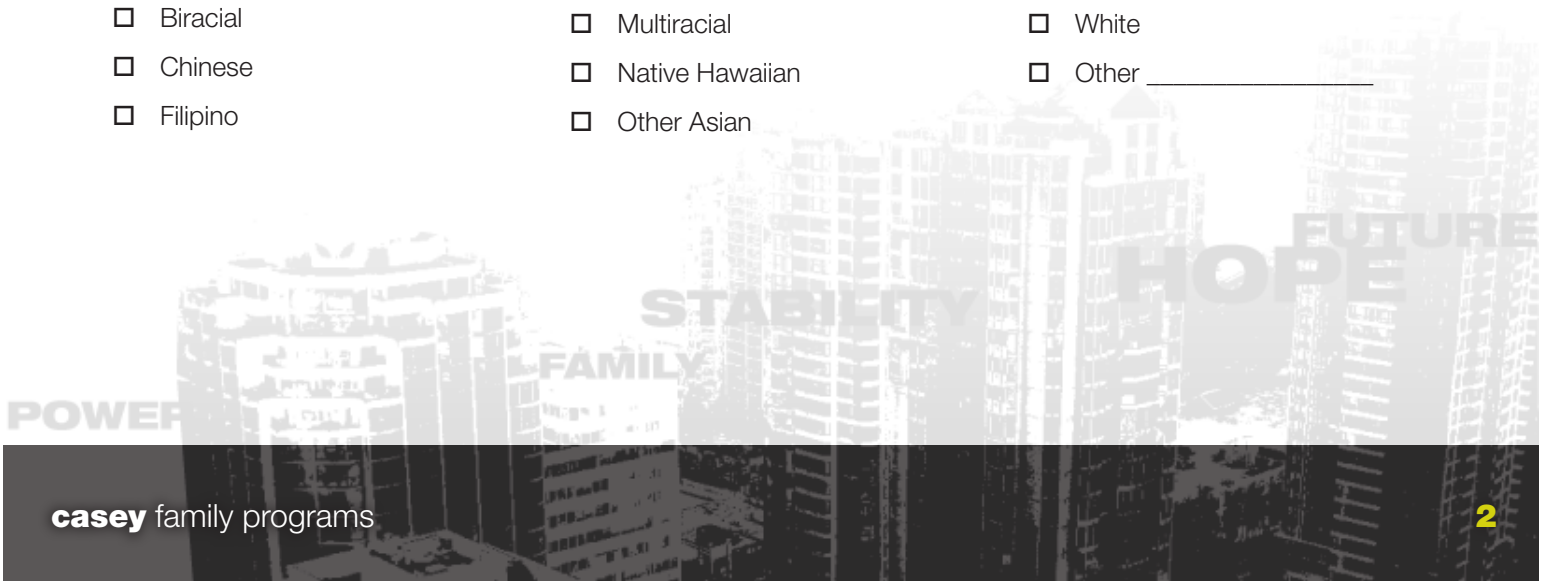 ☐ Biracial
☐ Chinese
☐ Filipino
☐ Multiracial
☐ Native Hawaiian
☐ Other Asian
☐ White
☐ Other __________________
FUTURE
HOPE
STABILITY
FAMILY
POWER
casey family programs
2